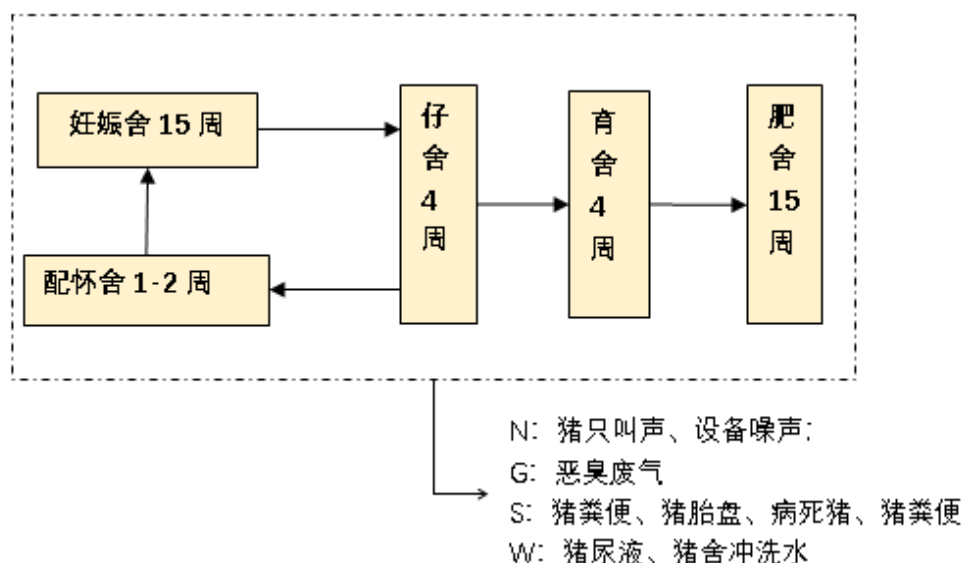 妊娠舍 15 周
配怀舍 1-2 周
仔
舍
4
周
育
舍
4
周
肥
舍
15
周
N: 猪只叫声、设备噪声;
G: 恶臭废气
S: 猪粪便、猪胎盘、病死猪、猪粪便
W: 猪尿液、猪舍冲洗水